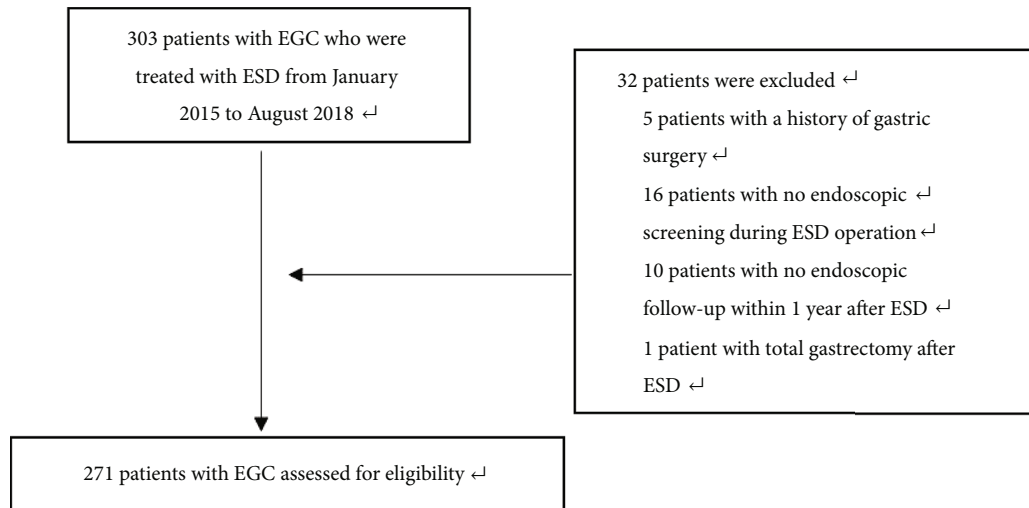 303 patients with EGC who were
treated with ESD from January
2015 to August 2018 ↵
32 patients were excluded ↵
5 patients with a history of gastric
surgery ↵
16 patients with no endoscopic ↵
screening during ESD operation ↵
10 patients with no endoscopic
follow-up within 1 year after ESD ↵
1 patient with total gastrectomy after
ESD ↵
271 patients with EGC assessed for eligibility ↵